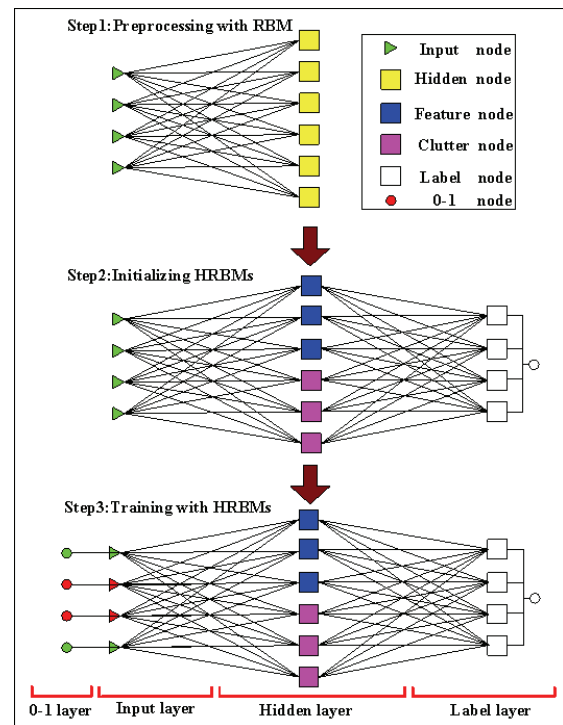 Step1:Preprocessing with RBM
Input node
Hidden node
Feature node
Clutter node
Label node
0-1 node
Step2:Initializing HRBMs
Step3:Training with HRBMs
0-1 layer
Input layer
Hidden layer
Label layer